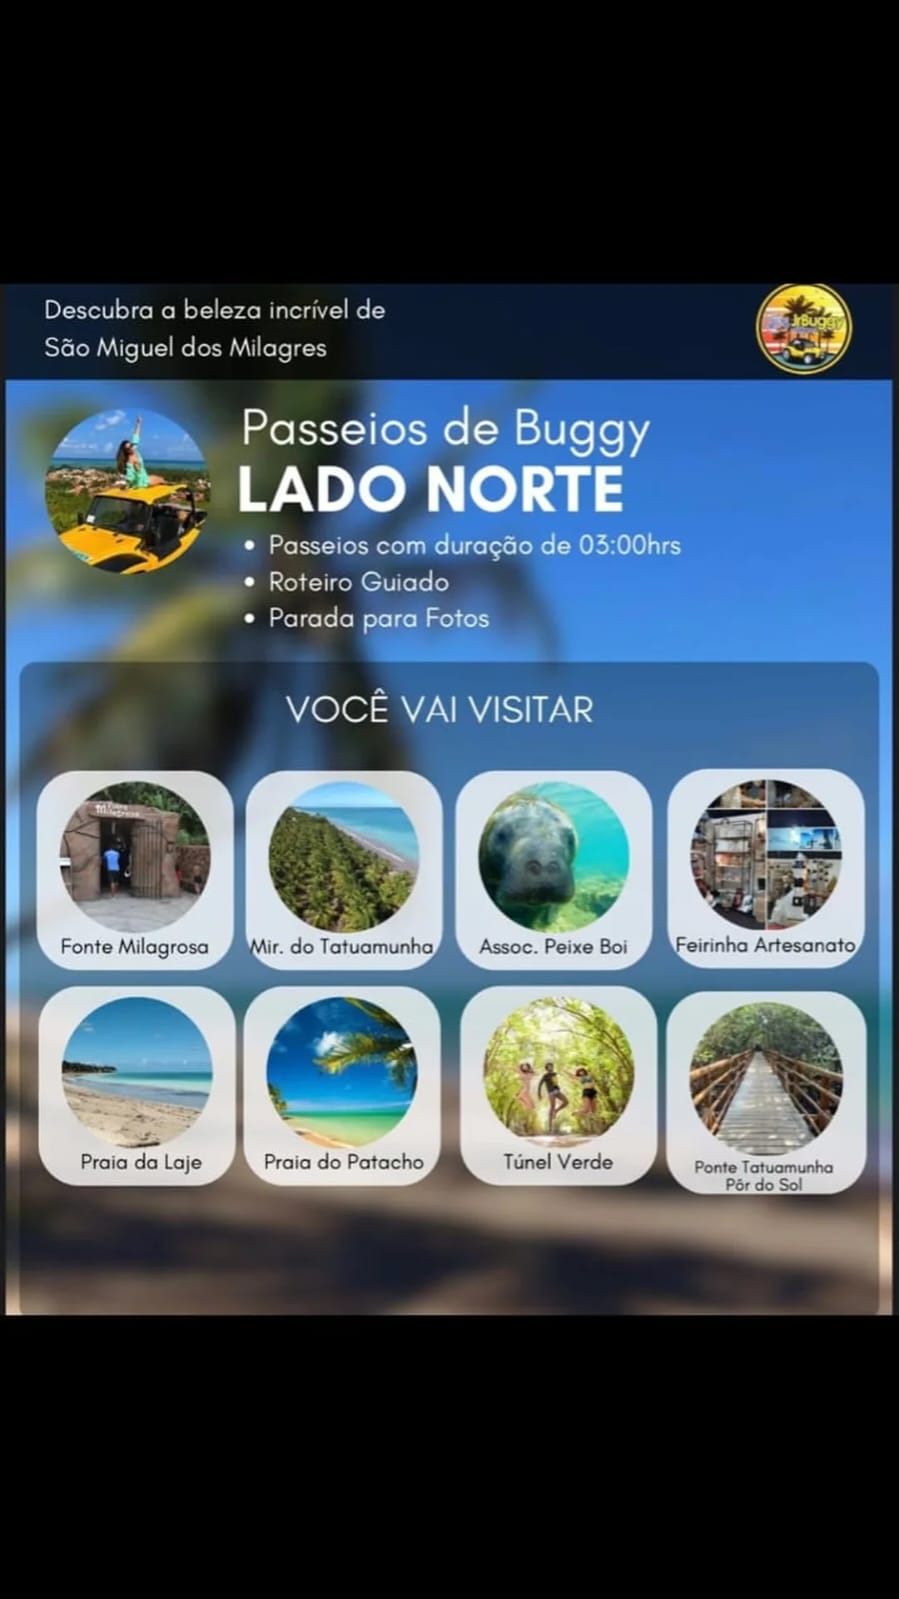 Descubra a beleza incrível de
São Miguel dos Milagres
JrBuggy
Passeios de Buggy
LADO NORTE
• Passeios com duração de 03:00hrs
• Roteiro Guiado
• Parada para Fotos
VOCÊ VAI VISITAR
Fonte Milagrosa
Mir. do Tatuamunha
Assoc. Peixe Boi
Feirinha Artesanato
Praia da Laje
Praia do Patacho
Túnel Verde
Ponte Tatuamunha
Pôr do Sol